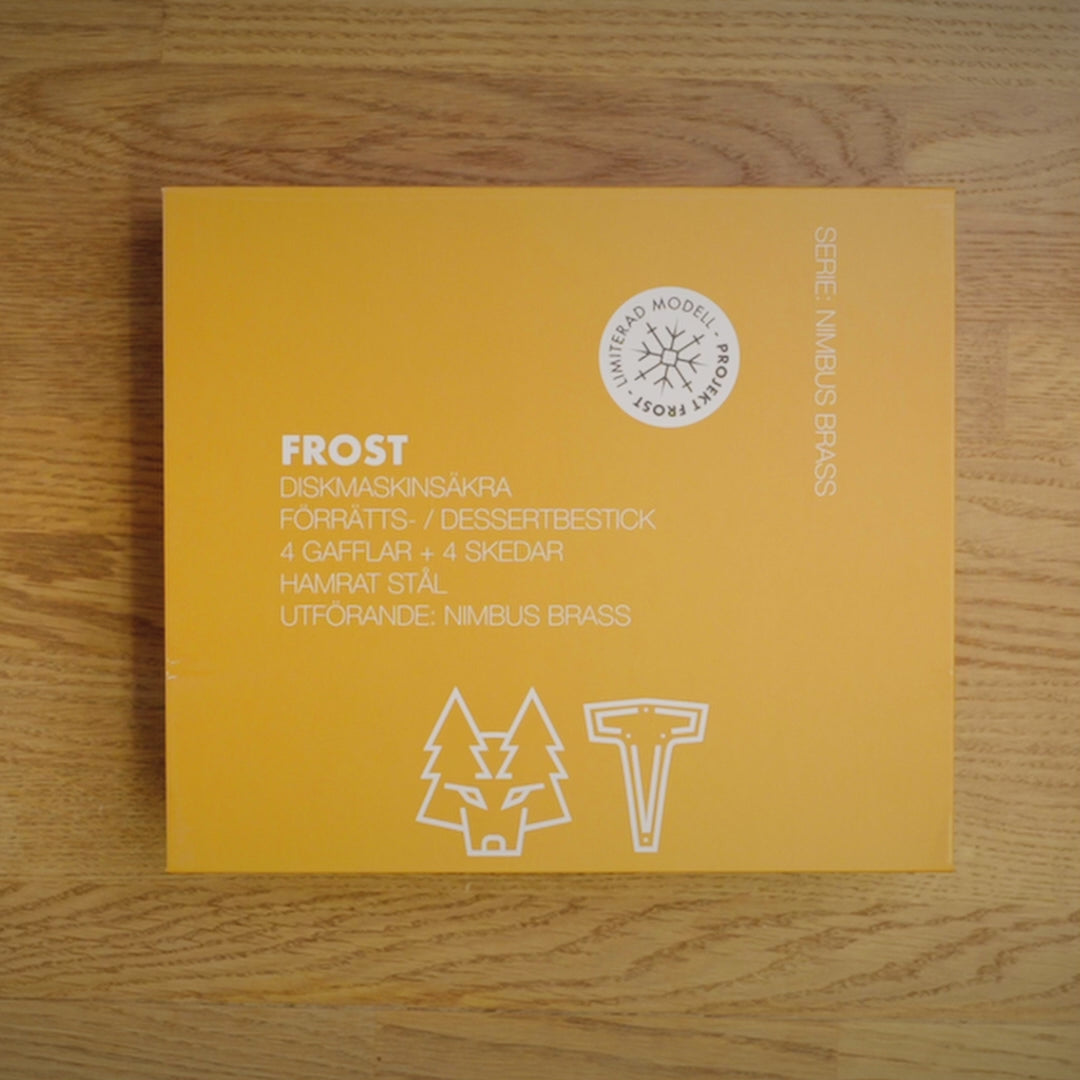 SERIE: NIMBUS BRASS
LIMITERAD MODELL - PROJEKT FROST -
FROST
DISKMASKINSÄKRA
FÖRRÄTTS- / DESSERTBESTICK
4 GAFFLAR + 4 SKEDAR
HAMRAT STÅL
UTFÖRANDE: NIMBUS BRASS